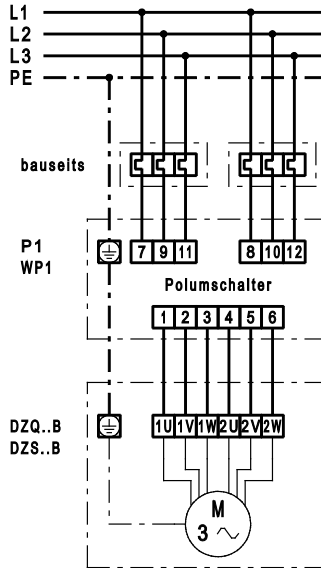 L1
L2
L3
PE
bauseits
P1
WP1
7 9 11
8 10 12
Polumschalter
1 2 3 4 5 6
DZQ..B
DZS..B
1U 1V 1W 2U 2V 2W
M
3